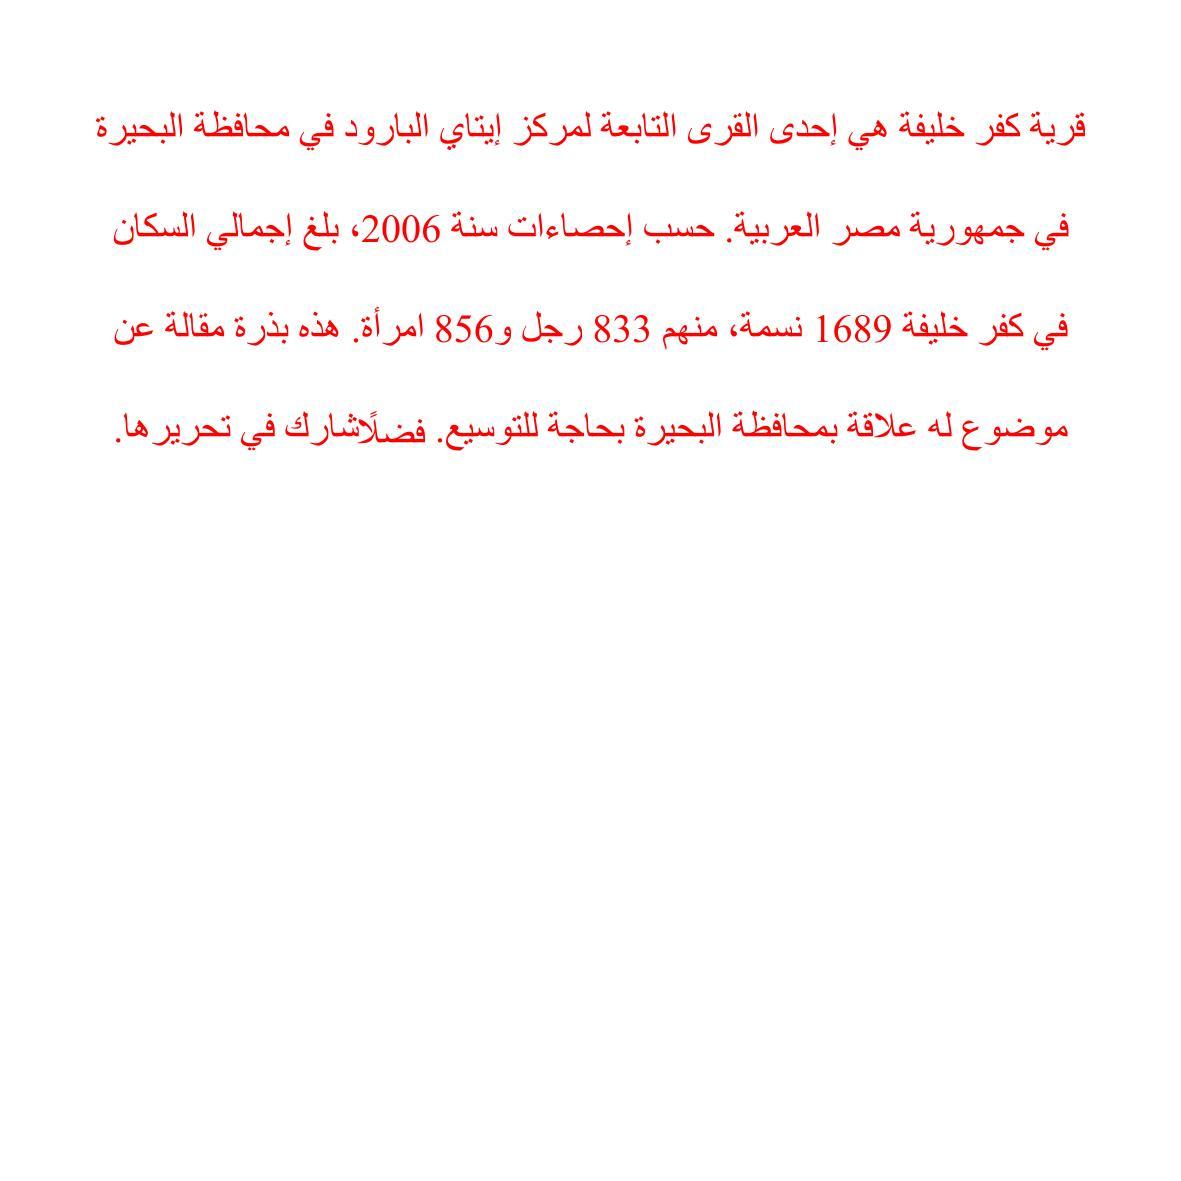 قرية كفر خليفة هي إحدى القرى التابعة لمركز إيتاي البارود في محافظة البحيرة
في جمهورية مصر العربية. حسب إحصاءات سنة 2006، بلغ إجمالي السكان
في كفر خليفة 1689 نسمة، منهم 833 رجل و856 امرأة. هذه بذرة مقالة عن
موضوع له علاقة بمحافظة البحيرة بحاجة للتوسيع. فضلًاشارك في تحريرها.